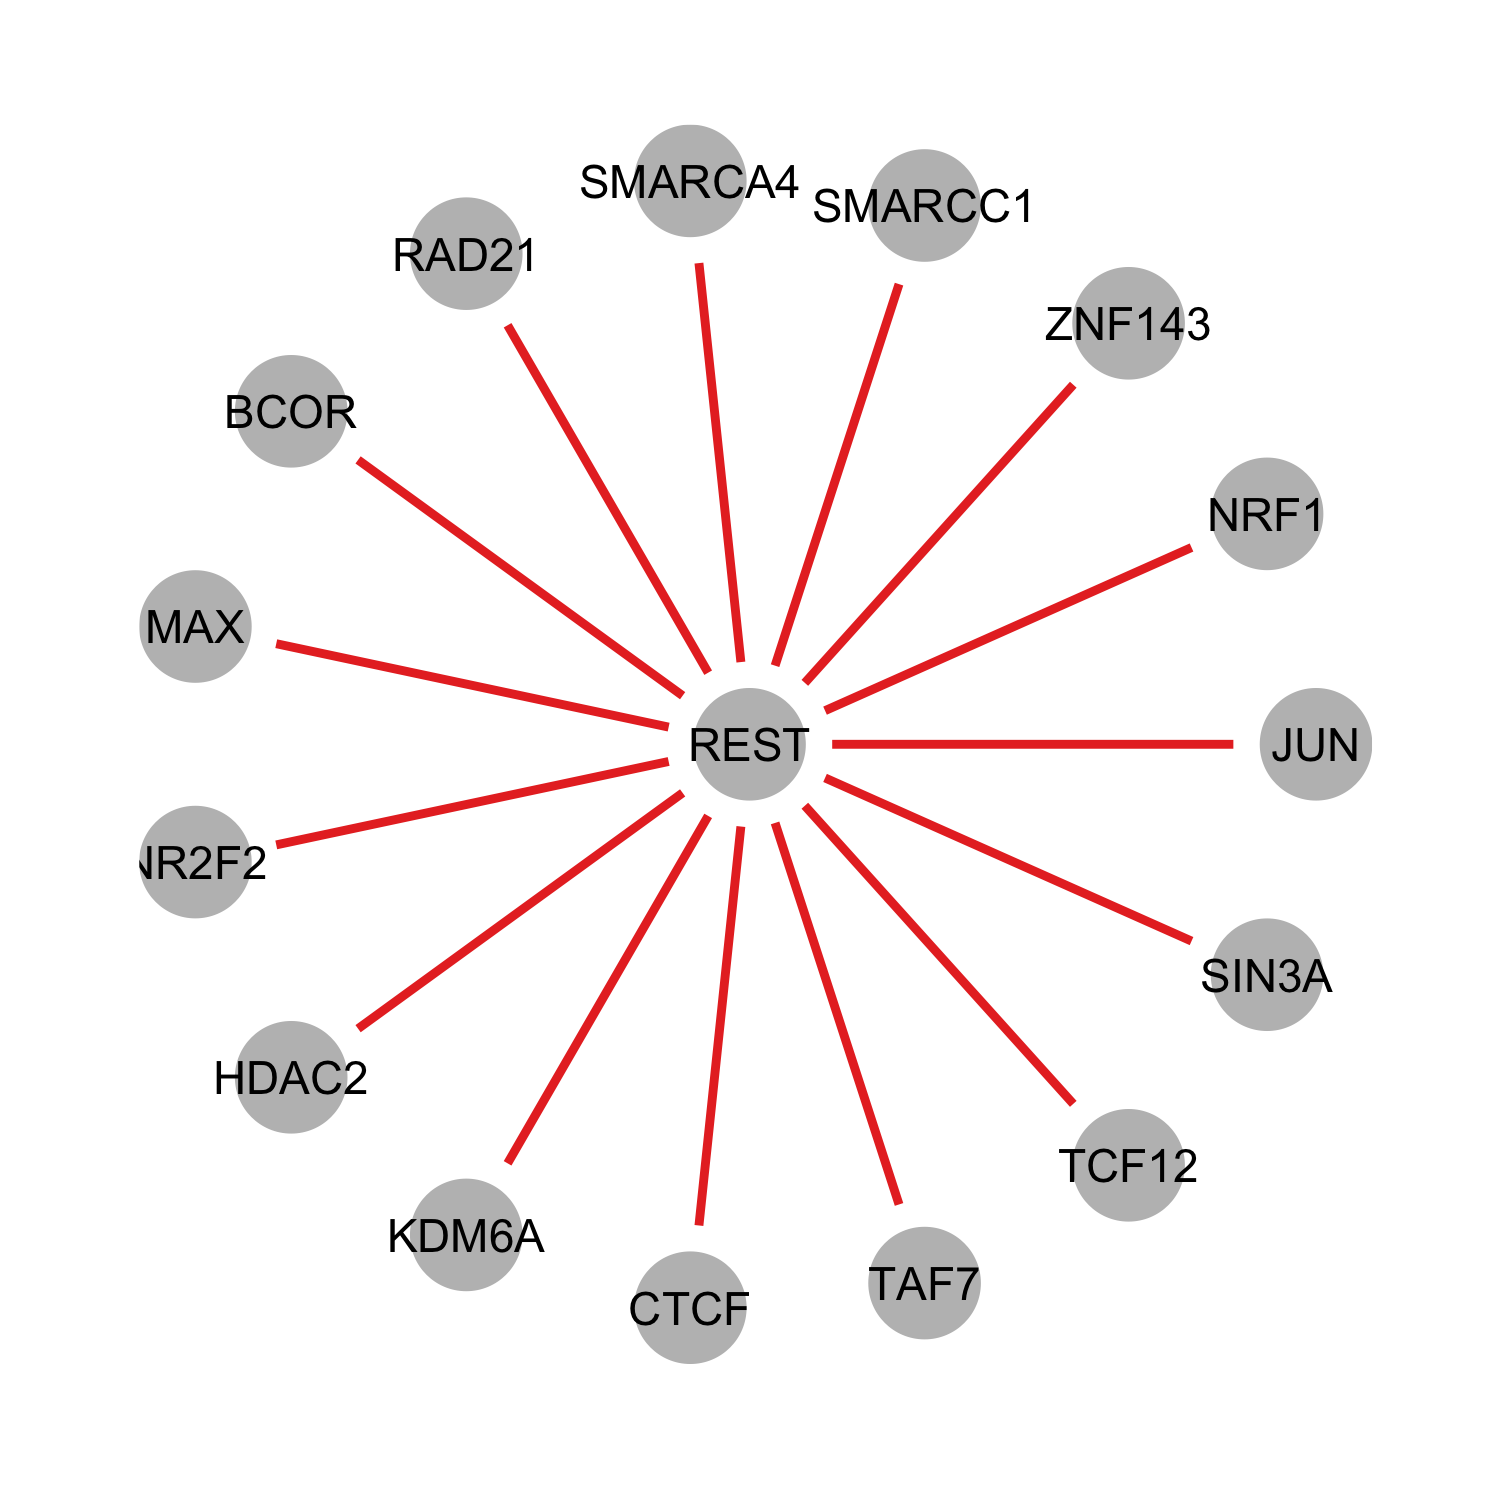 SMARCA4
SMARCC1
RAD21
ZNF143
BCOR
NRF1
MAX
REST
JUN
NR2F2
SIN3A
HDAC2
TCF12
KDM6A
TAF7
CTCF